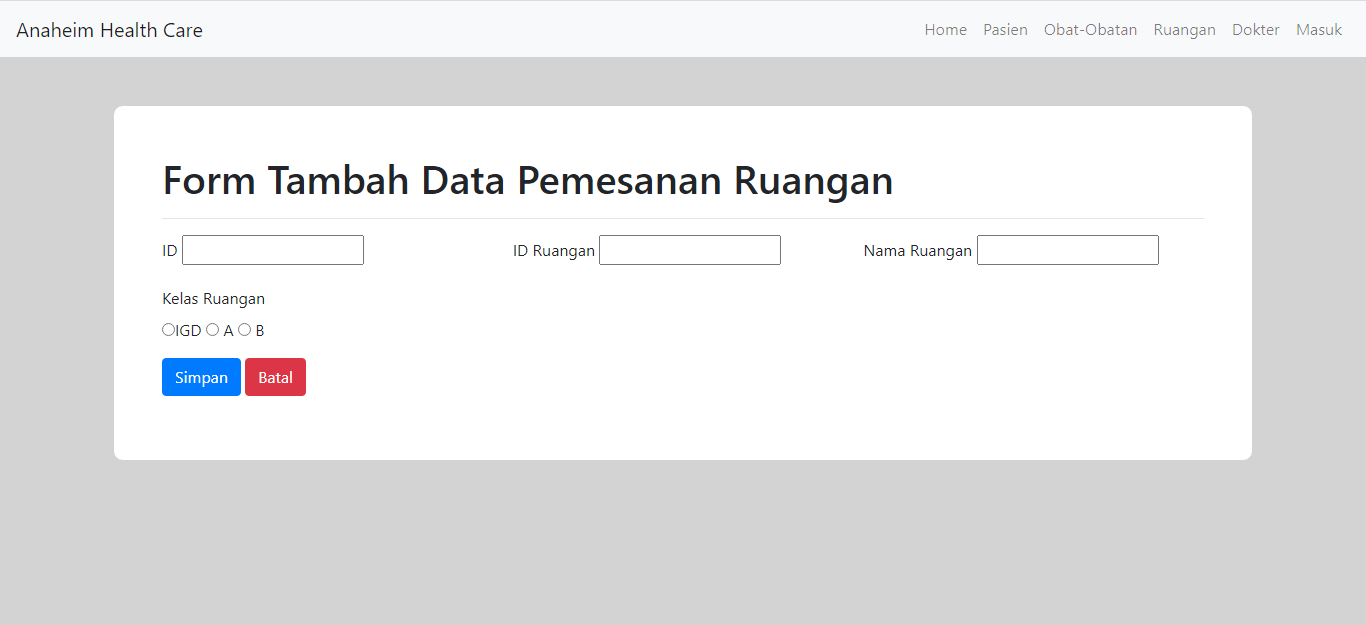 Anaheim Health Care Home Pasien Obat-Obatan Ruangan Dokter Masuk
Form Tambah Data Pemesanan Ruangan
ID ID Ruangan Nama Ruangan
Kelas Ruangan
IGD A B
Simpan Batal